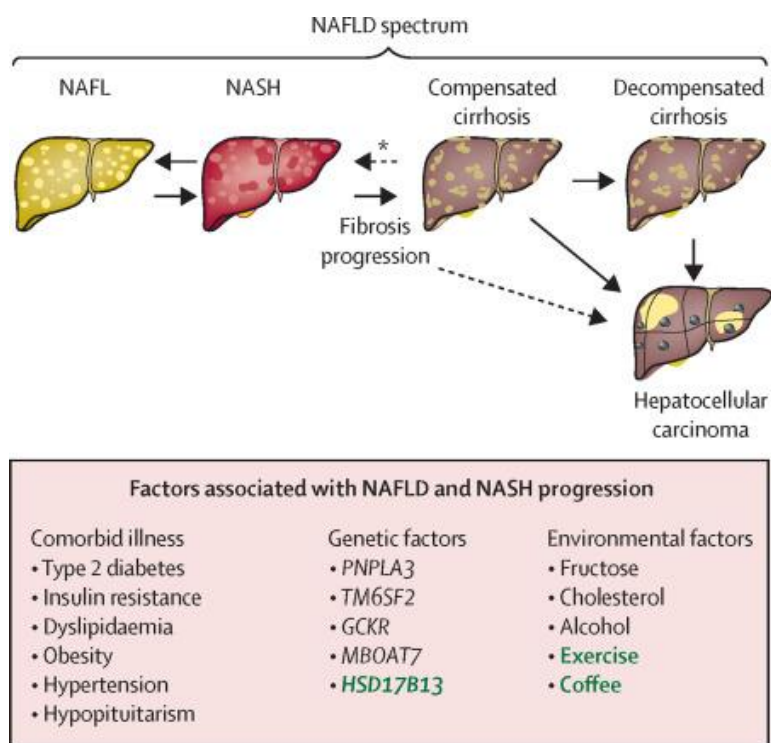 NAFLD spectrum
NAFL
NASH
Compensated
cirrhosis
Decompensated
cirrhosis
*
Fibrosis
progression
Hepatocellular
carcinoma
Factors associated with NAFLD and NASH progression
Comorbid illness
• Type 2 diabetes
• Insulin resistance
• Dyslipidaemia
• Obesity
• Hypertension
• Hypopituitarism
Genetic factors
• PNPLA3
• TM6SF2
• GCKR
• MBOAT7
• HSD17B13
Environmental factors
• Fructose
• Cholesterol
• Alcohol
• Exercise
• Coffee